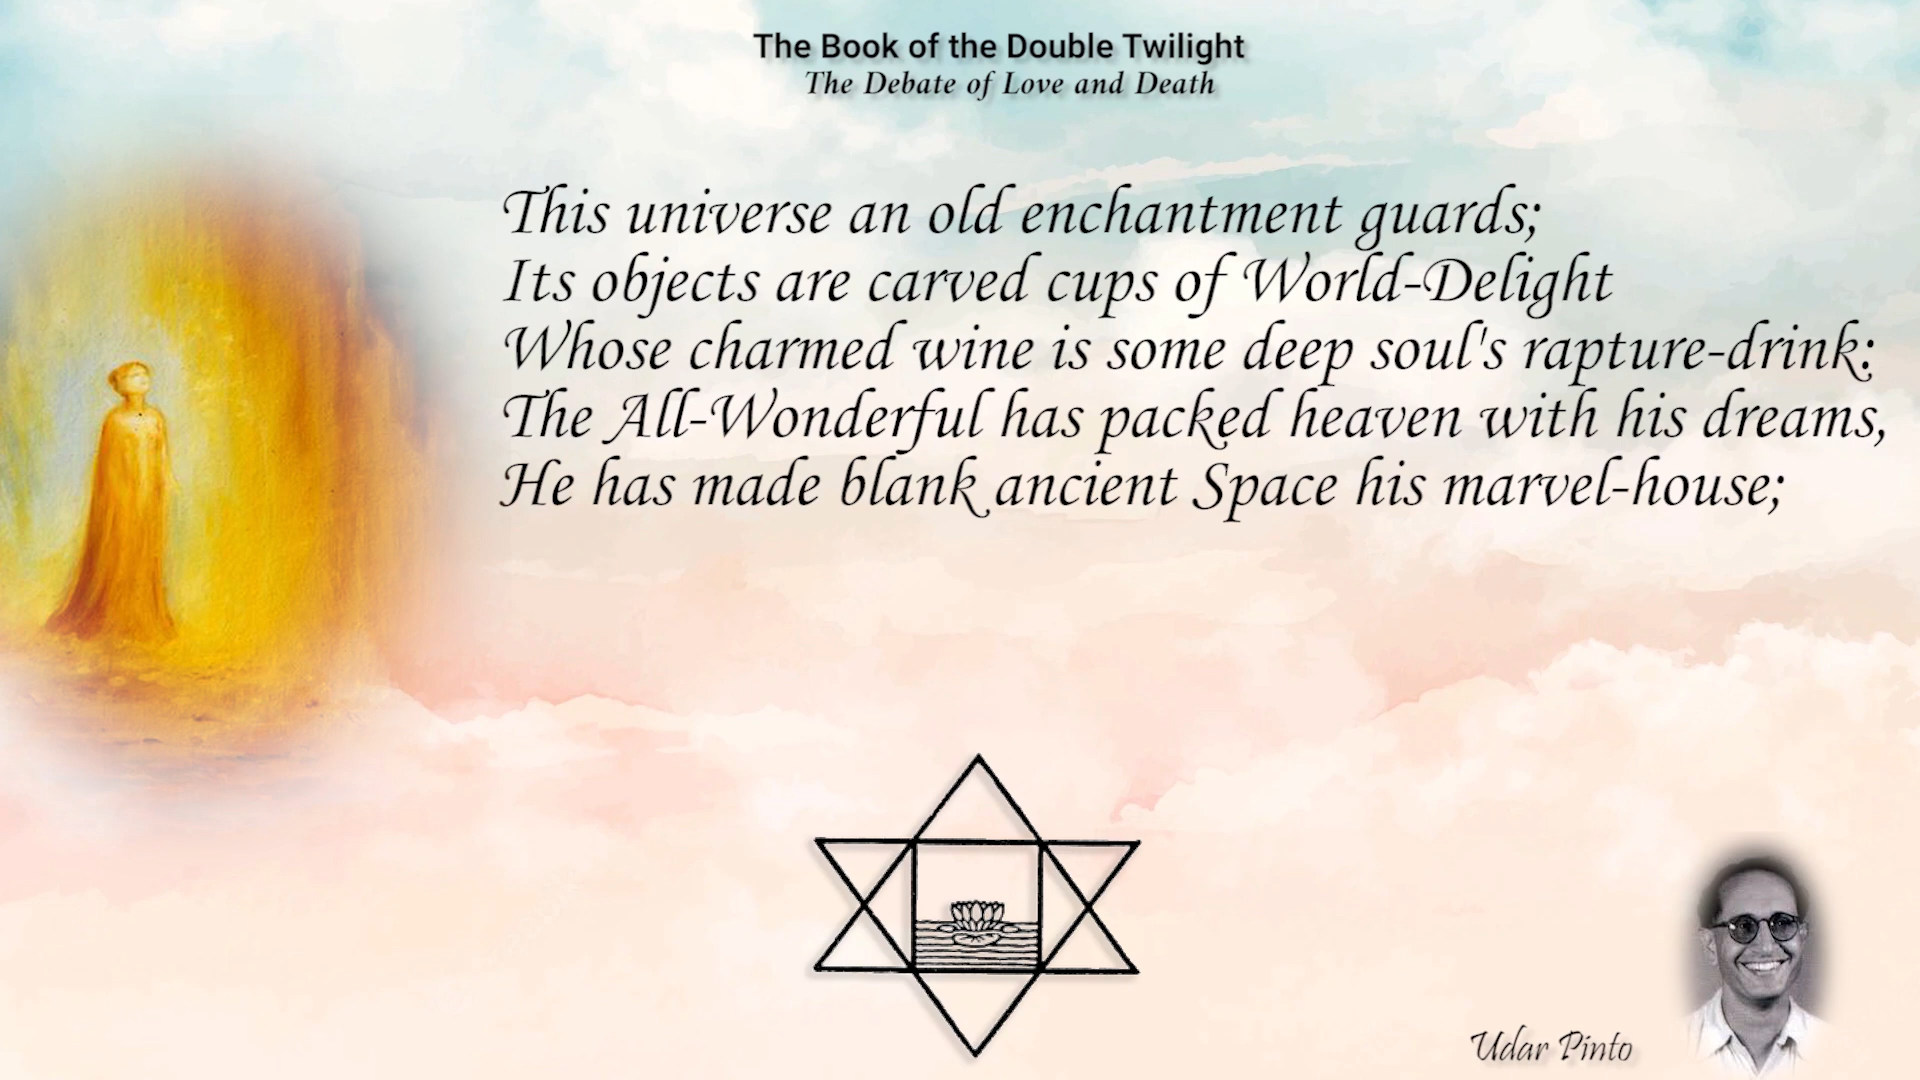 The Book of the Double Twilight
The Debate of Love and Death
This universe an old enchantment guards;
Its objects are carved cups of World-Delight
Whose charmed wine is some deep soul's rapture-drink:
The All-Wonderful has packed heaven with his dreams,
He has made blank ancient Space his marvel-house;
Udar Pinto